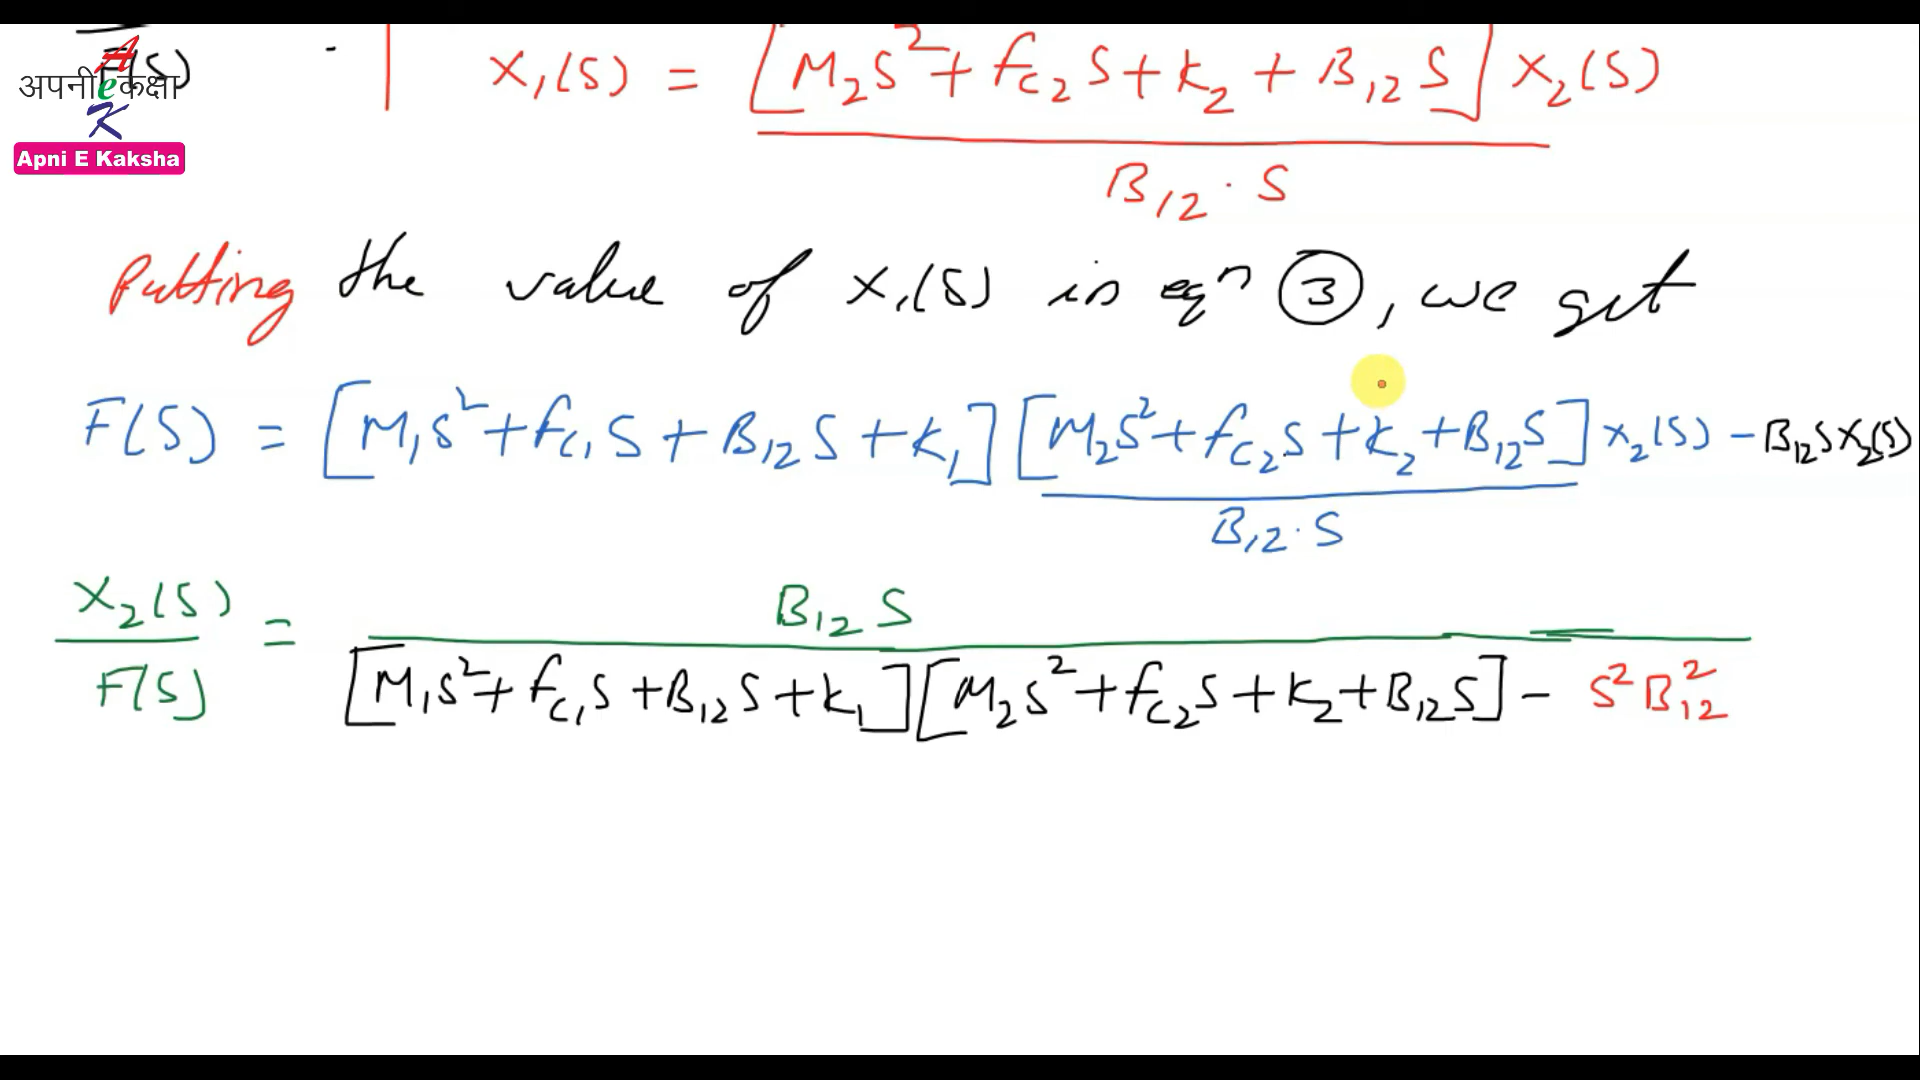 F(S)
X₁(S) = [M₂S² + fc₂S + K₂ + B₁₂S] X₂(S)
B₁₂ · S
अपनी e कक्षा
A
K
Apni E Kaksha
Putting the value of X₁(S) in eqⁿ ③, we get
F(S) = [M₁S² + fc₁S + B₁₂S + K₁] [M₂S² + fc₂S + K₂ + B₁₂S] X₂(S) − B₁₂SX₂(S)
B₁₂ · S
X₂(S) = B₁₂S
F(S) [M₁S² + fc₁S + B₁₂S + K₁] [M₂S² + fc₂S + K₂ + B₁₂S] − S²B₁₂²